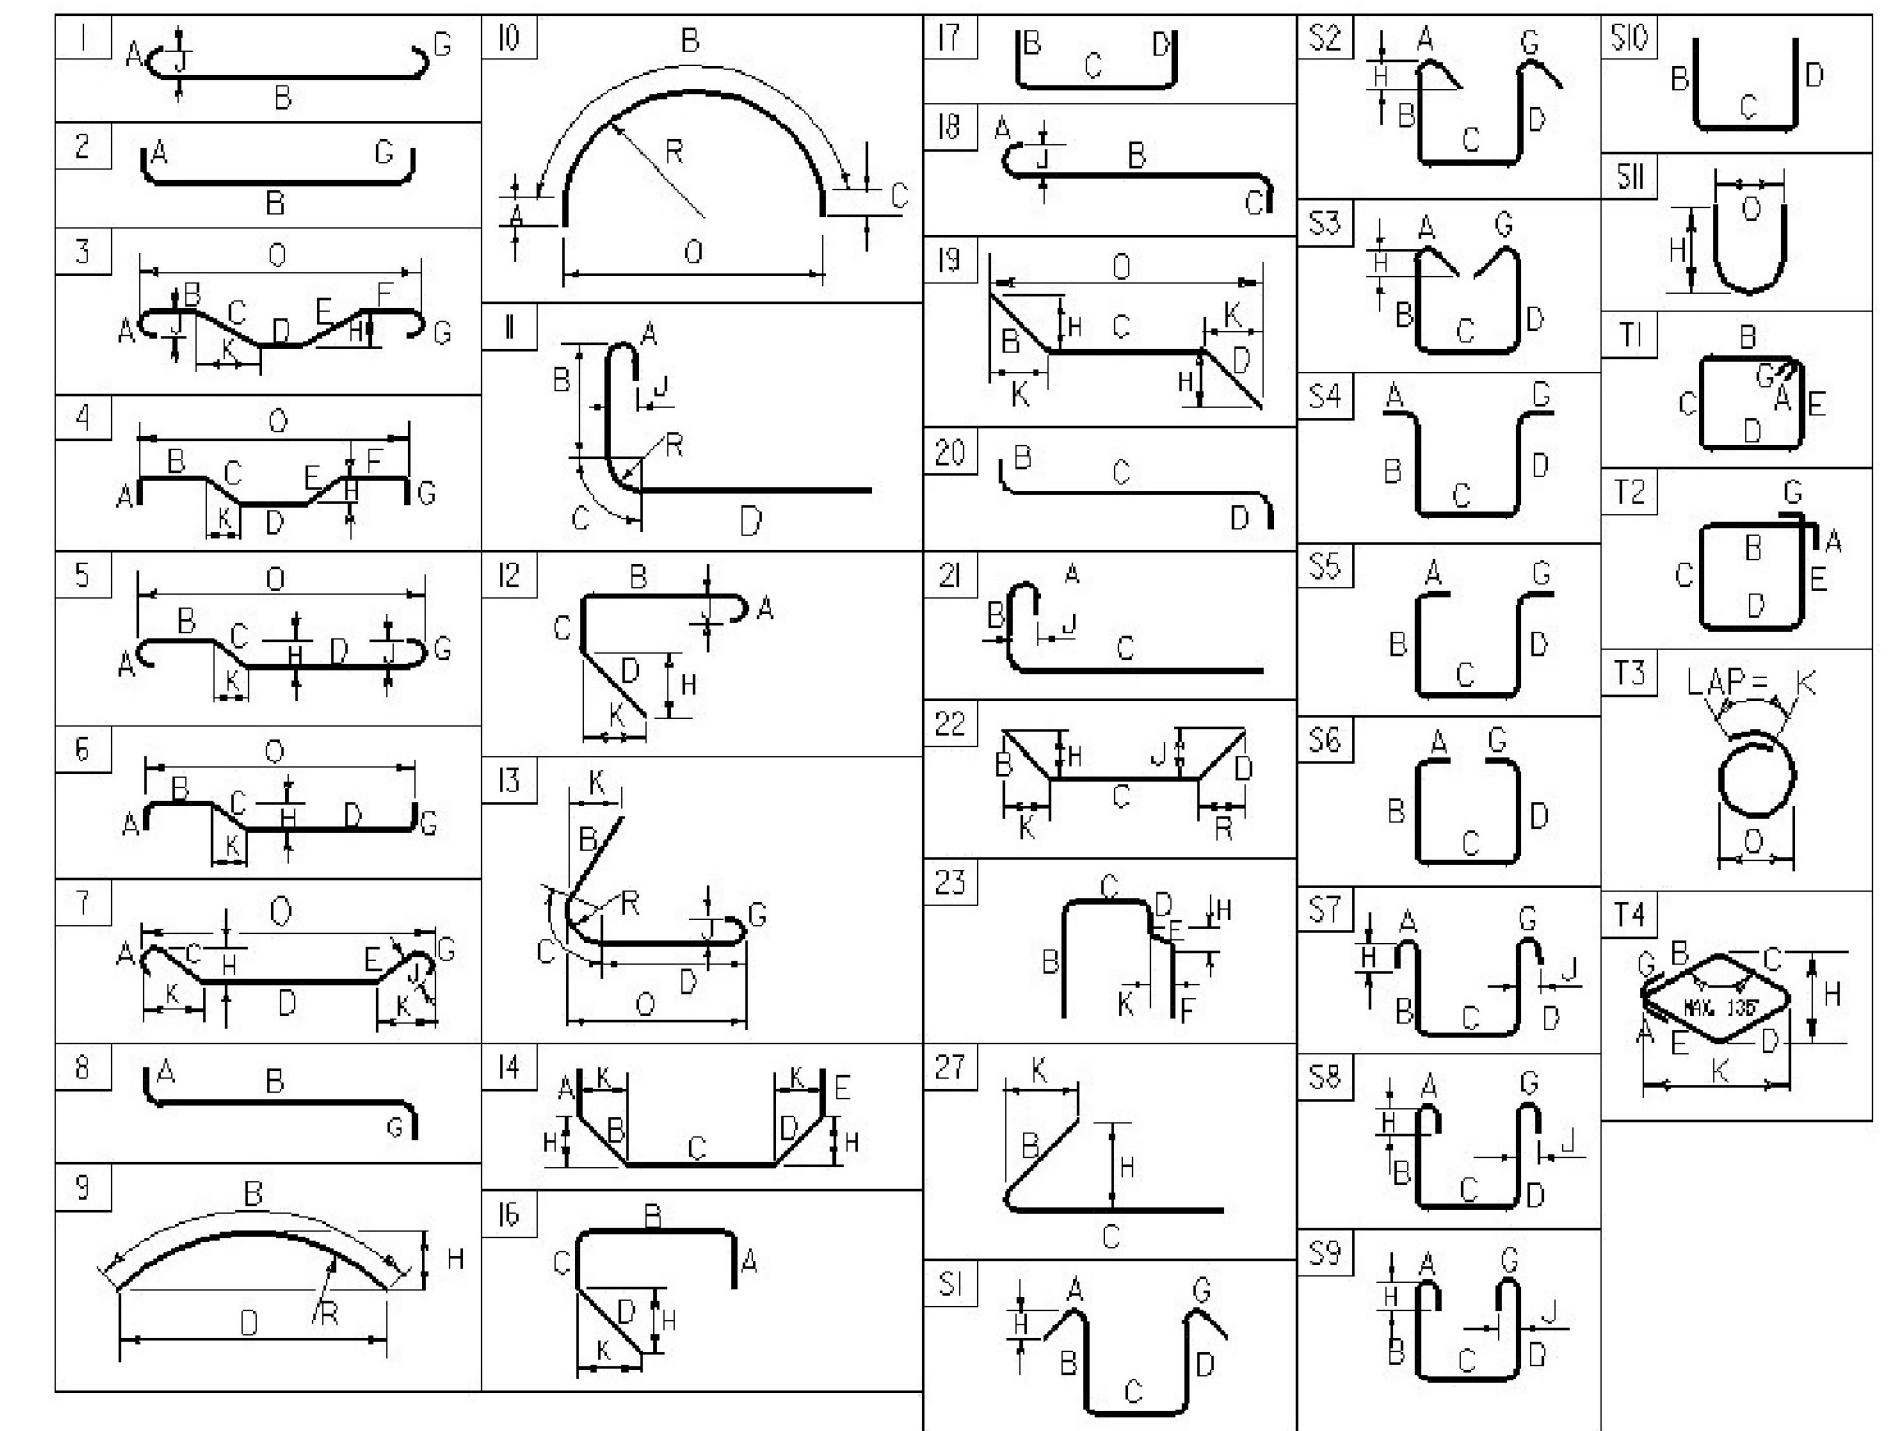 1
A J G
B
2
A G
B
3
O
B C E F
A J D H G
K
4
O
B C E F
A H G
K D
5
O
B C
A H D J G
K
6
O
B C
A H D G
K
7
O
A C H E G
J
K D K
8
A B
G
9
B
H
R
O
10
B
R
A C
O
11
A
B J
R
C D
12
B
J A
C
D H
K
13
K
B
R G
J
C D
O
14
A K K E
H B C D H
16
B
C A
D H
K
17
B D
C
18
A J B
C
19
O
H C K
B D
K H
20
B C
D
21
A
B J
C
22
H J
B D
C
K R
23
C D H
E
B
K F
27
K
B
H
C
S1
A G
H
B D
C
S2
A G
H
B D
C
S3
A G
H
B D
C
S4
A G
B D
C
S5
A G
B D
C
S6
A G
B D
C
S7
A G
H
J
B C D
S8
A G
H
J
B C D
S9
A G
H
J
B C D
S10
B D
C
S11
O
H
T1
B
G
C A E
D
T2
G
B A
C E
D
T3
LAP= K
O
T4
B C
G
MAX. 135°
H
A E D
K